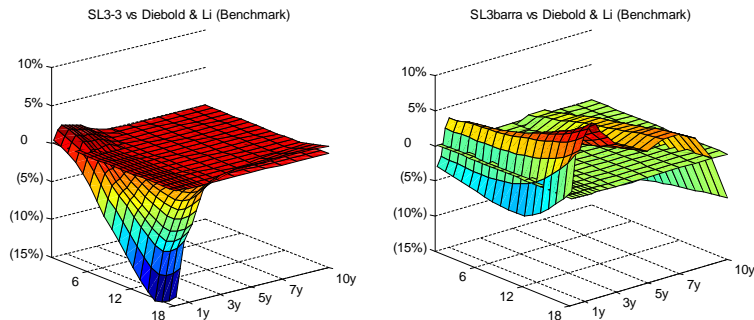 SL3-3 vs Diebold & Li (Benchmark)
10%
5%
0
(5%)
(10%)
(15%)
6
12
18
1y
3y
5y
7y
10y
SL3barra vs Diebold & Li (Benchmark)
10%
5%
0
(5%)
(10%)
(15%)
6
12
18
1y
3y
5y
7y
10y